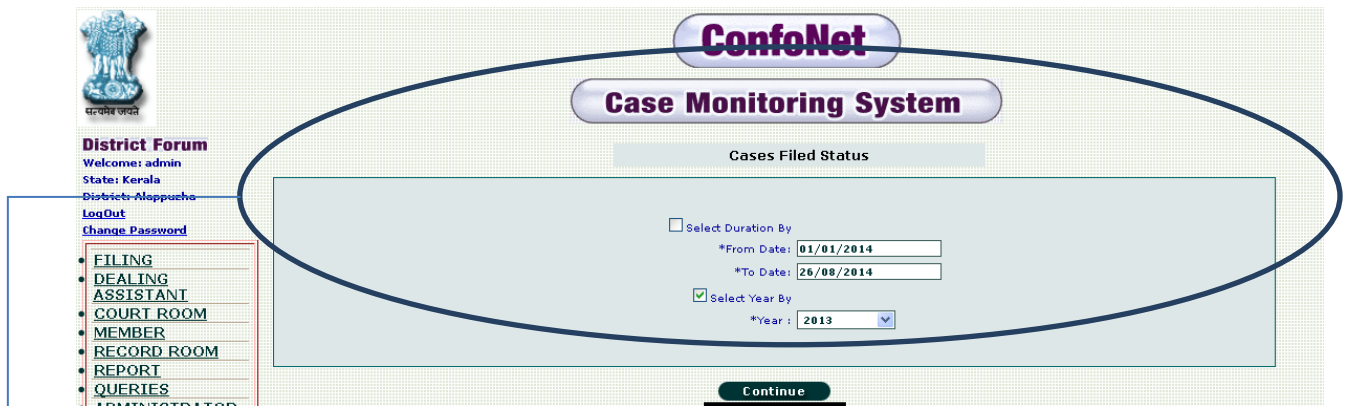 ConfoNet
Case Monitoring System
सत्यमेव जयते
District Forum
Welcome: admin
State: Kerala
District: Alappuzha
LogOut
Change Password
FILING
DEALING
ASSISTANT
COURT ROOM
MEMBER
RECORD ROOM
REPORT
QUERIES
ADMINISTRATOR
Cases Filed Status
Select Duration By
*From Date: 01/01/2014
*To Date: 26/08/2014
Select Year By
*Year : 2013
Continue